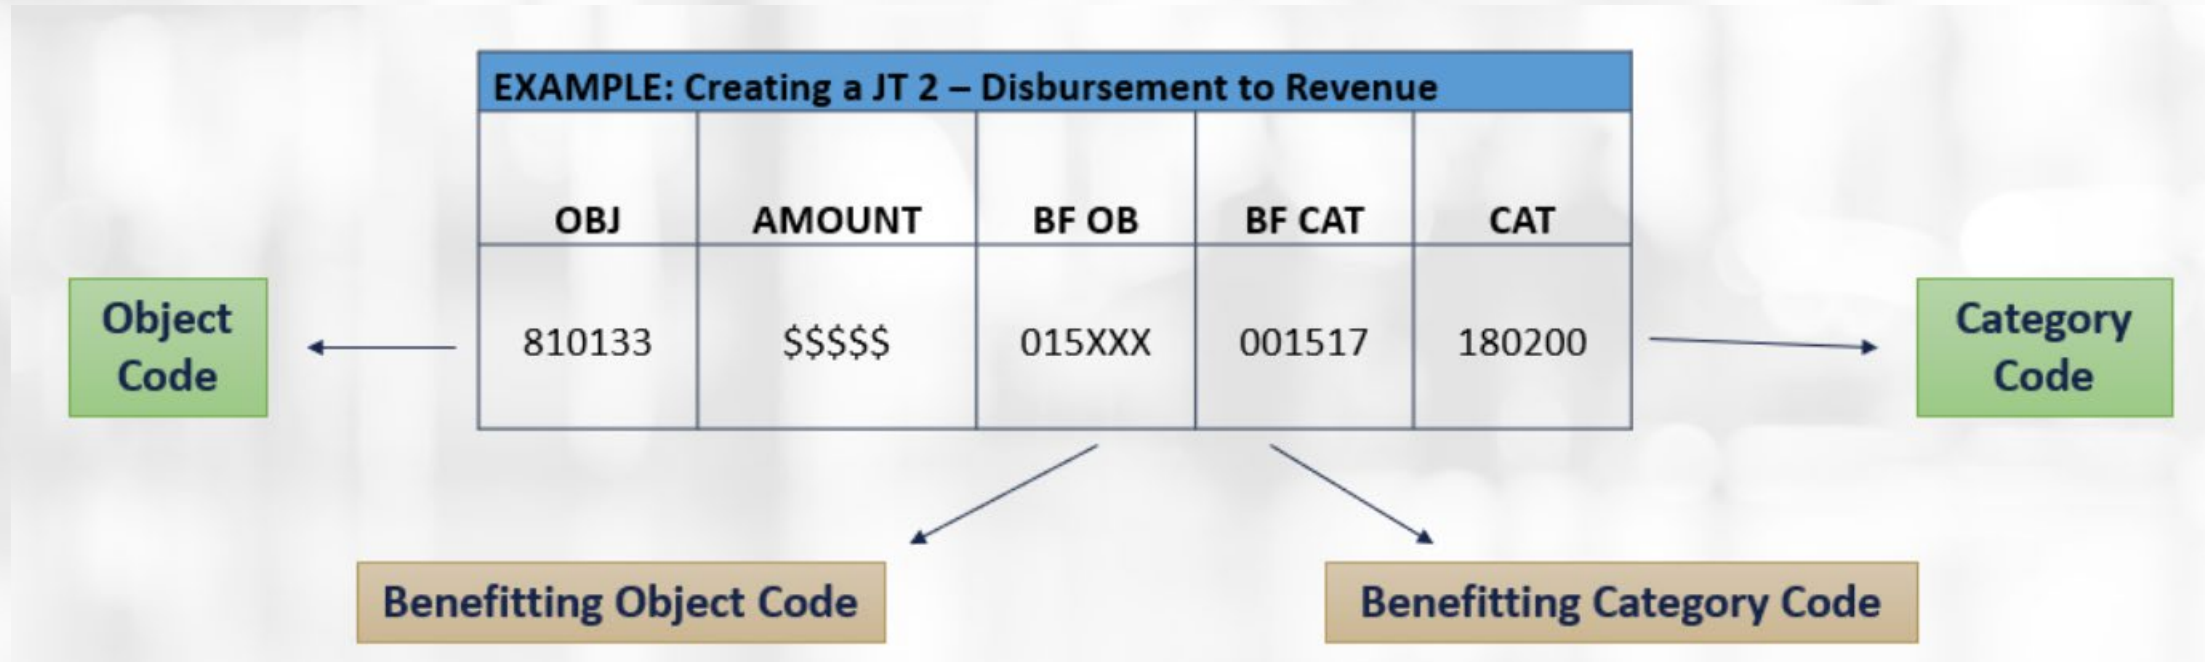 EXAMPLE: Creating a JT 2 – Disbursement to Revenue
OBJ AMOUNT BF OB BF CAT CAT
810133 $$$$$ 015XXX 001517 180200
Object
Code
Category
Code
Benefitting Object Code
Benefitting Category Code